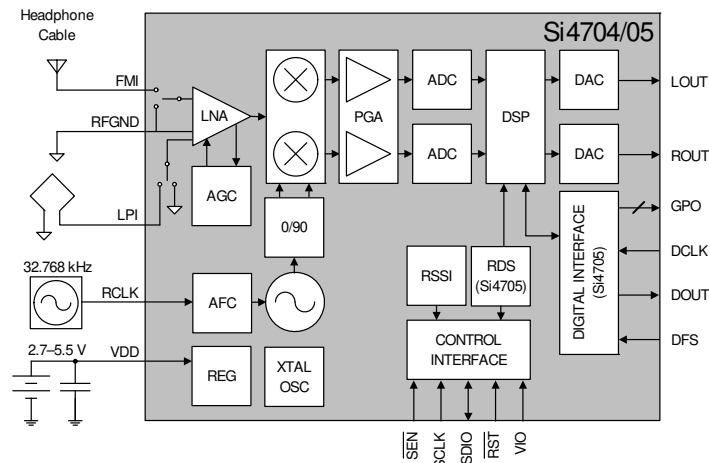 Headphone
Cable
Si4704/05
FMI
LNA
RFGND
AGC
LPI
0/90
PGA
ADC
ADC
DSP
DAC
DAC
LOUT
ROUT
GPO
DCLK
DOUT
DFS
DIGITAL INTERFACE
(Si4705)
32.768 kHz
RCLK
AFC
RSSI
RDS
(Si4705)
CONTROL
INTERFACE
2.7–5.5 V
VDD
REG
XTAL
OSC
SEN
SCLK
SDIO
RST
VIO